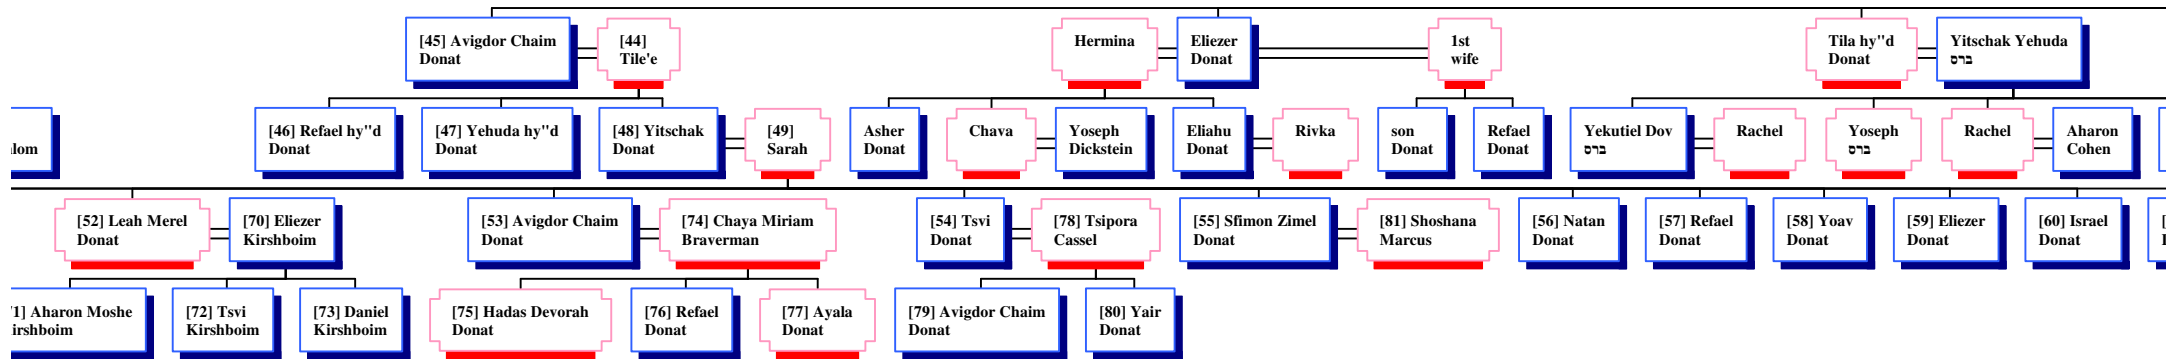 [45] Avigdor Chaim
Donat
[44]
Tile'e
Hermina
Eliezer
Donat
1st
wife
Tila hy"d
Donat
Yitschak Yehuda
ברס
[46] Refael hy"d
Donat
[47] Yehuda hy"d
Donat
[48] Yitschak
Donat
[49]
Sarah
Asher
Donat
Chava
Yoseph
Dickstein
Eliahu
Donat
Rivka
son
Donat
Refael
Donat
Yekutiel Dov
ברס
Rachel
Yoseph
ברס
Rachel
Aharon
Cohen
[52] Leah Merel
Donat
[70] Eliezer
Kirshboim
[53] Avigdor Chaim
Donat
[74] Chaya Miriam
Braverman
[54] Tsvi
Donat
[78] Tsipora
Cassel
[55] Sfimon Zimel
Donat
[81] Shoshana
Marcus
[56] Natan
Donat
[57] Refael
Donat
[58] Yoav
Donat
[59] Eliezer
Donat
[60] Israel
Donat
1] Aharon Moshe
irshboim
[72] Tsvi
Kirshboim
[73] Daniel
Kirshboim
[75] Hadas Devorah
Donat
[76] Refael
Donat
[77] Ayala
Donat
[79] Avigdor Chaim
Donat
[80] Yair
Donat